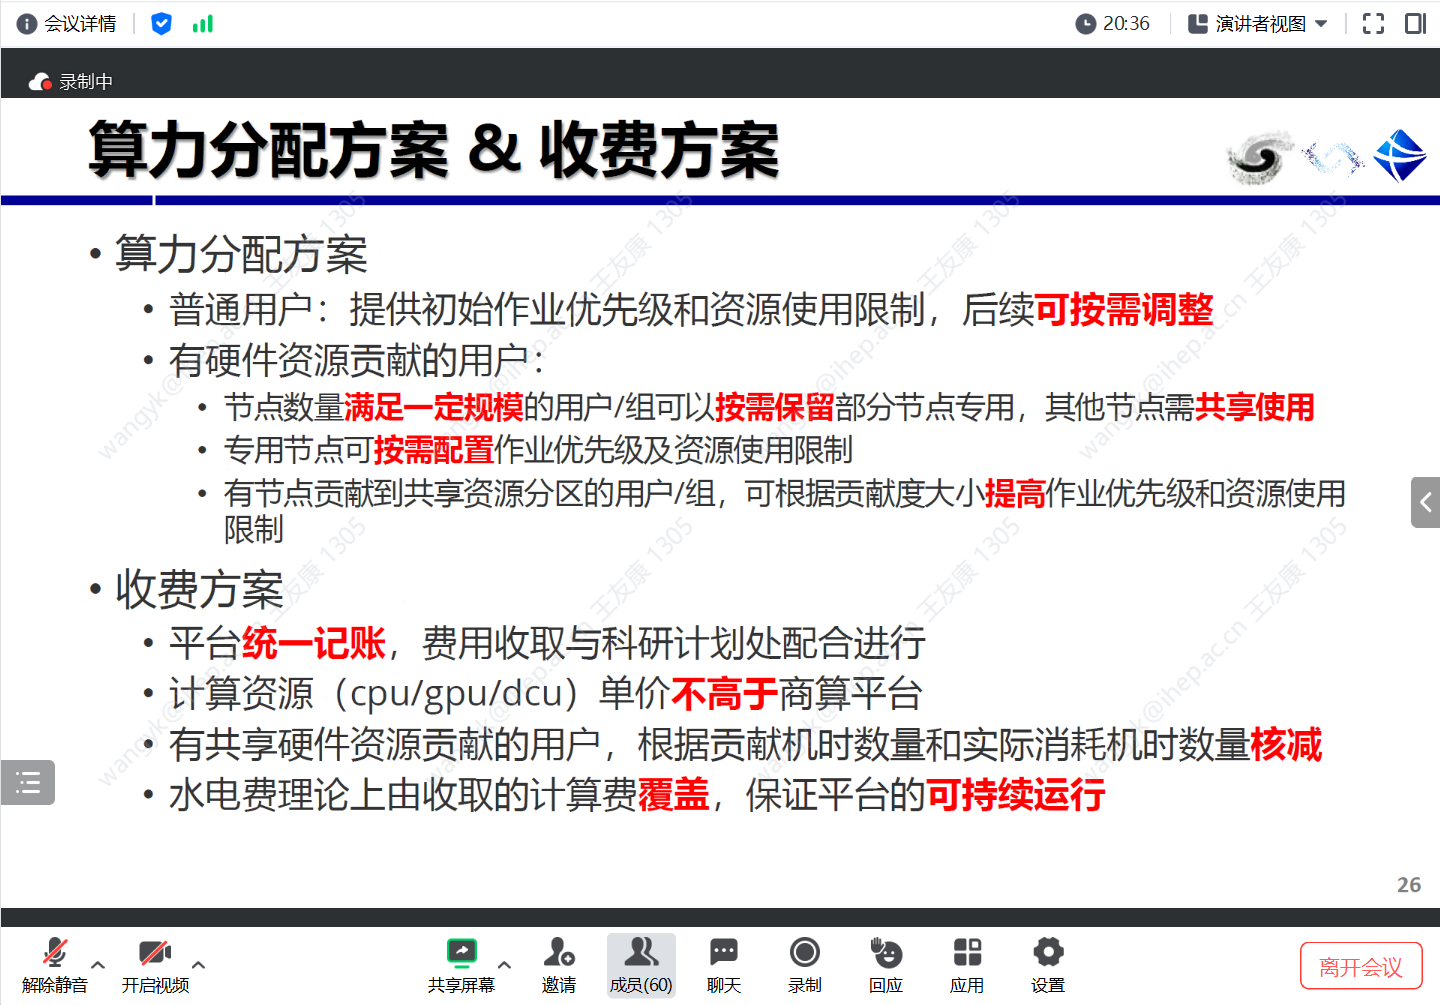 会议详情
20:36
演讲者视图
录制中
算力分配方案 & 收费方案
• 算力分配方案
• 普通用户：提供初始作业优先级和资源使用限制，后续可按需调整
• 有硬件资源贡献的用户：
• 节点数量满足一定规模的用户/组可以按需保留部分节点专用，其他节点需共享使用
• 专用节点可按需配置作业优先级及资源使用限制
• 有节点贡献到共享资源分区的用户/组，可根据贡献度大小提高作业优先级和资源使用
限制
• 收费方案
• 平台统一记账，费用收取与科研计划处配合进行
• 计算资源（cpu/gpu/dcu）单价不高于商算平台
• 有共享硬件资源贡献的用户，根据贡献机时数量和实际消耗机时数量核减
• 水电费理论上由收取的计算费覆盖，保证平台的可持续运行
wangyk@ihep.ac.cn 王友康 1305
26
解除静音
开启视频
共享屏幕
邀请
成员(60)
聊天
录制
回应
应用
设置
离开会议